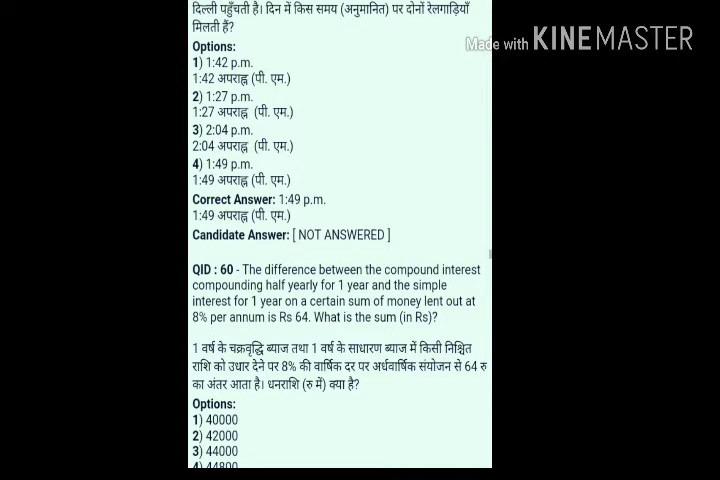 दिल्ली पहुँचती है। दिन में किस समय (अनुमानित) पर दोनों रेलगाड़ियाँ
मिलती हैं?
Made with KINEMASTER
Options:
1) 1:42 p.m.
1:42 अपराह्न (पी. एम.)
2) 1:27 p.m.
1:27 अपराह्न (पी. एम.)
3) 2:04 p.m.
2:04 अपराह्न (पी. एम.)
4) 1:49 p.m.
1:49 अपराह्न (पी. एम.)
Correct Answer: 1:49 p.m.
1:49 अपराह्न (पी. एम.)
Candidate Answer: [ NOT ANSWERED ]
QID : 60 - The difference between the compound interest
compounding half yearly for 1 year and the simple
interest for 1 year on a certain sum of money lent out at
8% per annum is Rs 64. What is the sum (in Rs)?
1 वर्ष के चक्रवृद्धि ब्याज तथा 1 वर्ष के साधारण ब्याज में किसी निश्चित
राशि को उधार देने पर 8% की वार्षिक दर पर अर्धवार्षिक संयोजन से 64 रु
का अंतर आता है। धनराशि (रु में) क्या है?
Options:
1) 40000
2) 42000
3) 44000
4) 44800